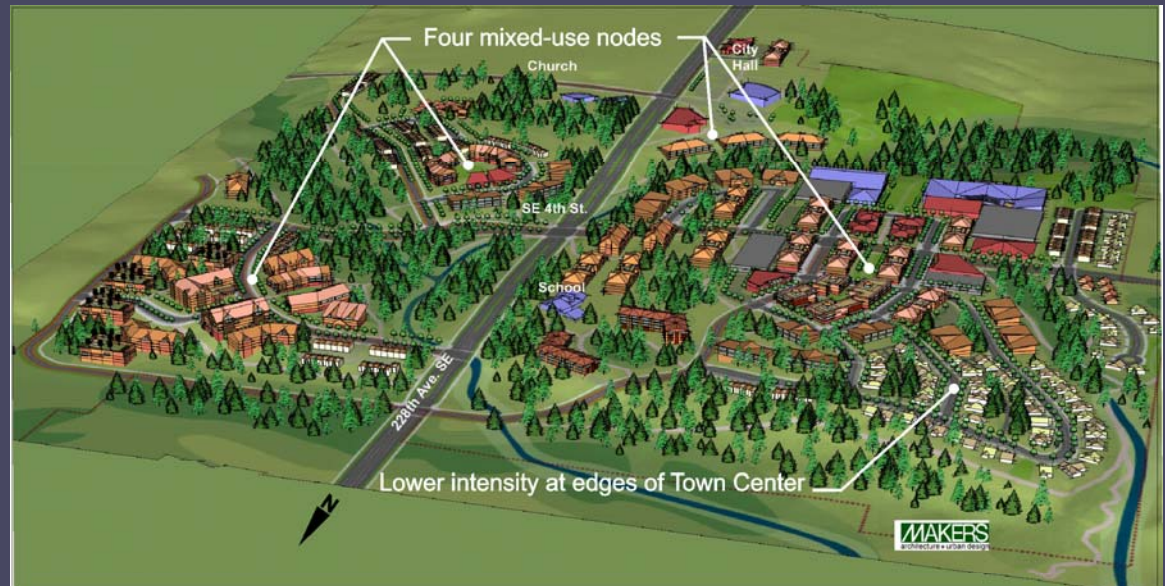 Four mixed-use nodes
Church
City
Hall
SE 4th St.
School
228th Ave. SE
Lower intensity at edges of Town Center
N
MAKERS
architecture • urban design